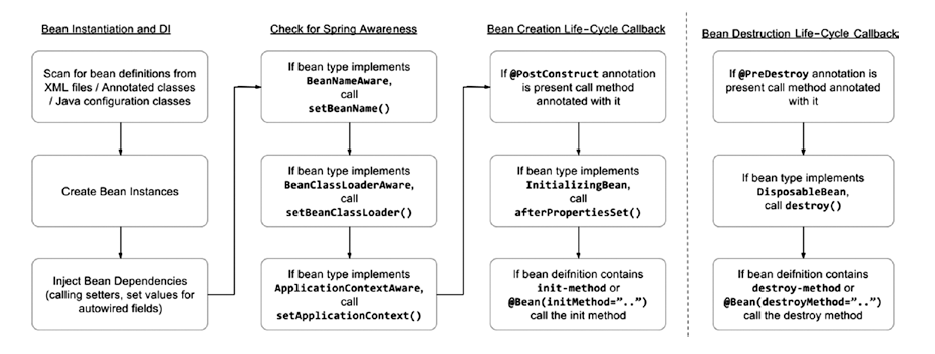 Bean Instantiation and DI
Scan for bean definitions from
XML files / Annotated classes
/ Java configuration classes
Create Bean Instances
Inject Bean Dependencies
(calling setters, set values for
autowired fields)
Check for Spring Awareness
If bean type implements
BeanNameAware,
call
setBeanName()
If bean type implements
BeanClassLoaderAware,
call
setBeanClassLoader()
If bean type implements
ApplicationContextAware,
call
setApplicationContext()
Bean Creation Life-Cycle Callback
If @PostConstruct annotation
is present call method
annotated with it
If bean type implements
InitializingBean,
call
afterPropertiesSet()
If bean deifnition contains
init-method or
@Bean(initMethod="..")
call the init method
Bean Destruction Life-Cycle Callback:
If @PreDestroy annotation is
present call method annotated
with it
If bean type implements
DisposableBean,
call destroy()
If bean deifnition contains
destroy-method or
@Bean(destroyMethod="..")
call the destroy method